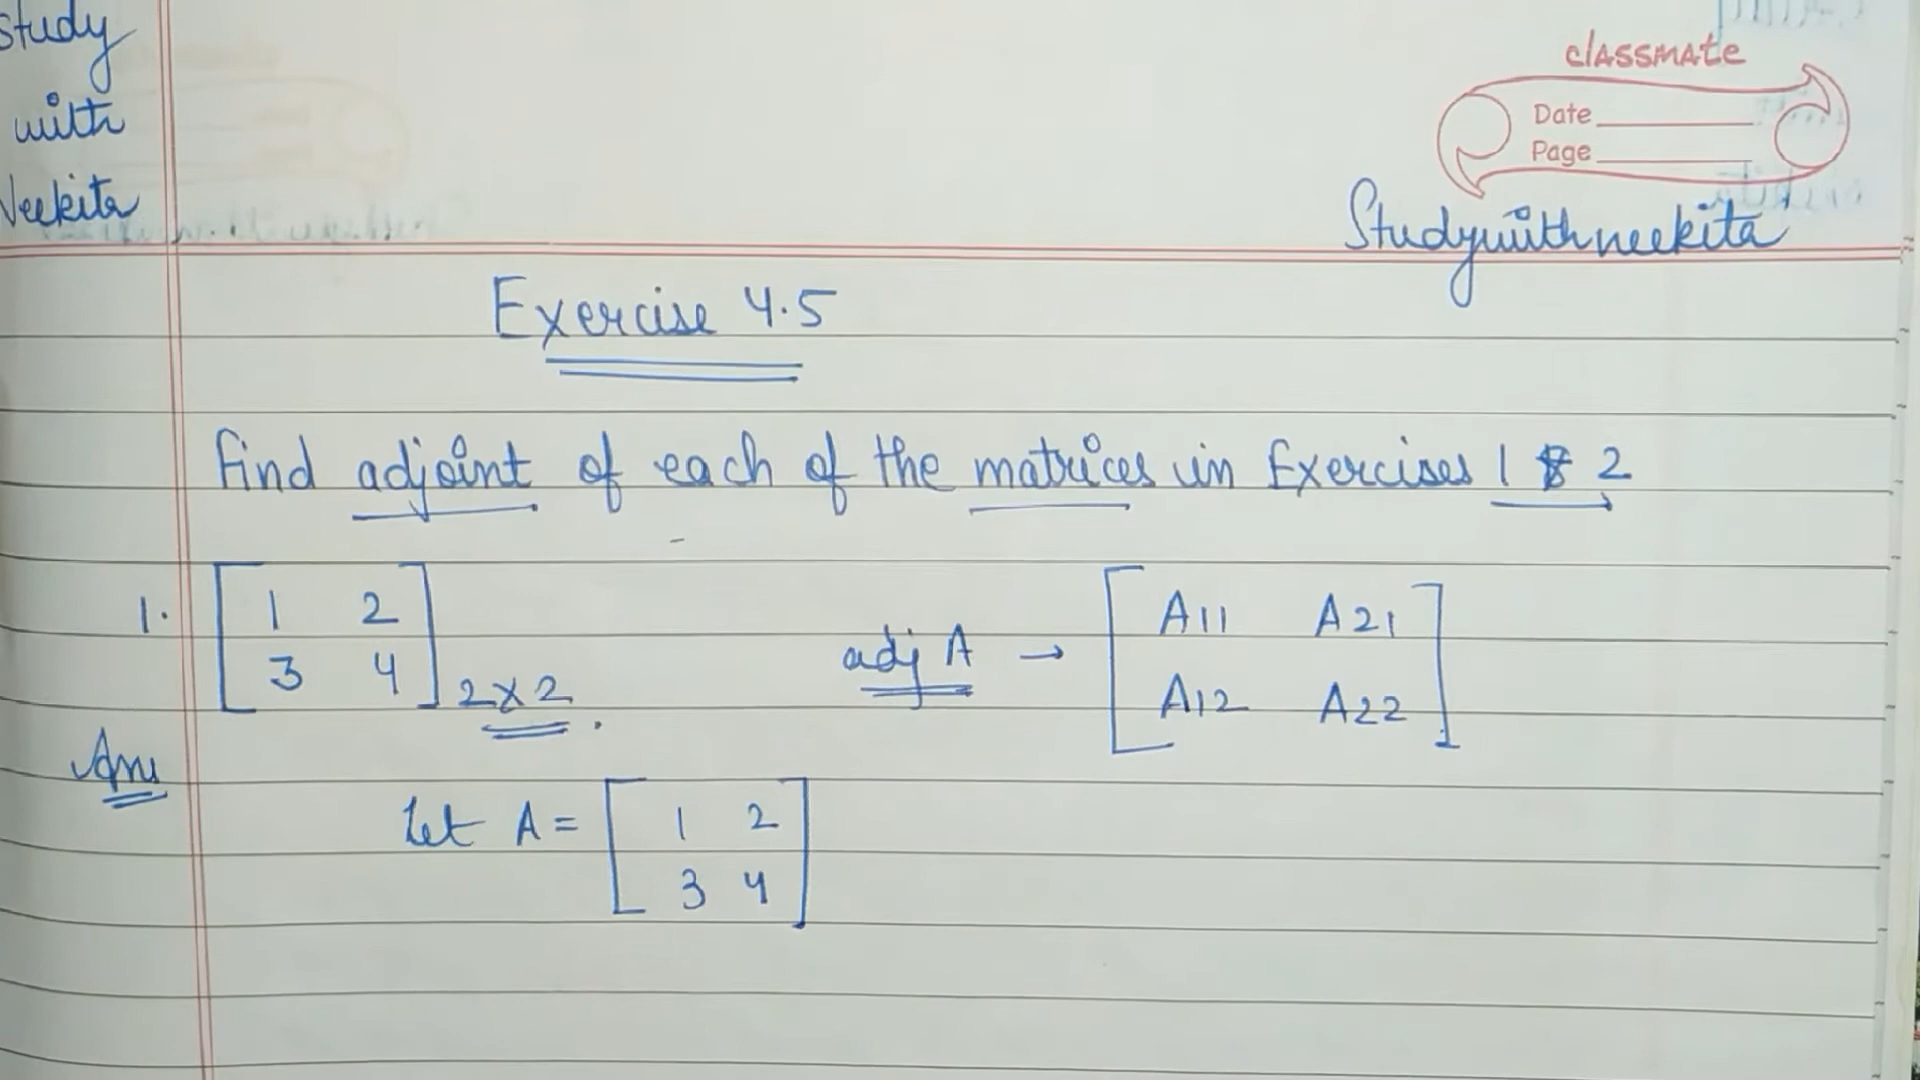 study
with
Neekita
classmate
Date
Page
Studywithneekita
Exercise 4.5
Find adjoint of each of the matrices in Exercises 1 & 2
1. [ 1 2
3 4 ] 2×2 .
adj A → [ A11 A21
A12 A22 ]
Ans
Let A = [ 1 2
3 4 ]